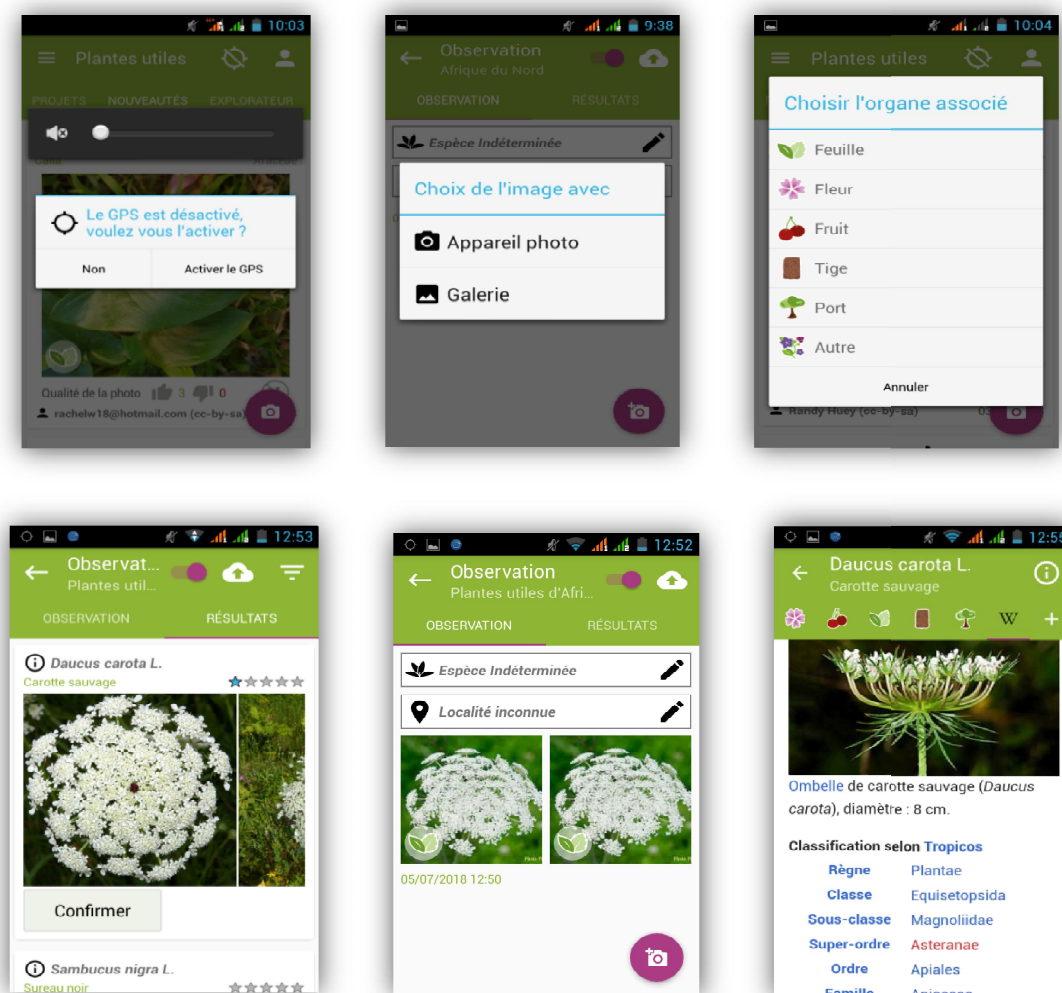 10:03
Plantes utiles
PROJETS NOUVEAUTÉS EXPLORATEUR
Calla Araceae
Le GPS est désactivé,
voulez vous l'activer ?
Non Activer le GPS
Qualité de la photo 3 0
rachelw18@hotmail.com (cc-by-sa)
9:38
Observation
Afrique du Nord
OBSERVATION RÉSULTATS
Espèce Indéterminée
Choix de l'image avec
Appareil photo
Galerie
10:04
Plantes utiles
Choisir l'organe associé
Feuille
Fleur
Fruit
Tige
Port
Autre
Annuler
Randy Huey (cc-by-sa)
12:53
Observat...
Plantes util...
OBSERVATION RÉSULTATS
Daucus carota L.
Carotte sauvage
Confirmer
Sambucus nigra L.
Sureau noir
12:52
Observation
Plantes utiles d'Afri...
OBSERVATION RÉSULTATS
Espèce Indéterminée
Localité inconnue
05/07/2018 12:50
12:55
Daucus carota L.
Carotte sauvage
W
Ombelle de carotte sauvage (Daucus
carota), diamètre : 8 cm.
Classification selon Tropicos
Règne Plantae
Classe Equisetopsida
Sous-classe Magnoliidae
Super-ordre Asteranae
Ordre Apiales
Famille Apiaceae